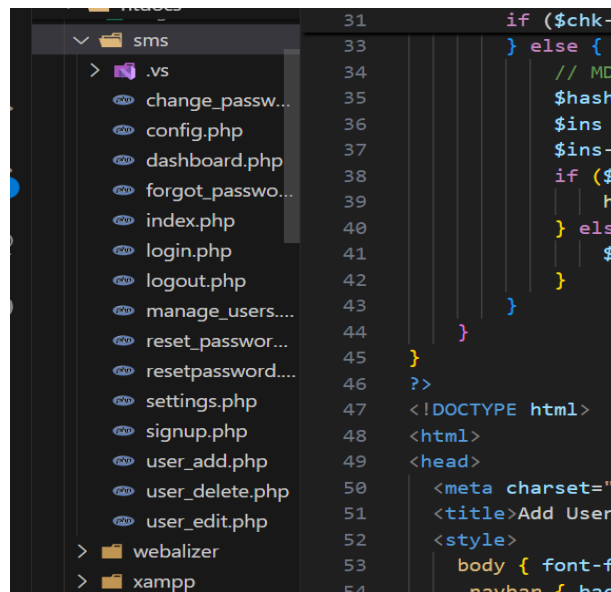 sms
.vs
change_passw...
config.php
dashboard.php
forgot_passwo...
index.php
login.php
logout.php
manage_users....
reset_passwor...
resetpassword....
settings.php
signup.php
user_add.php
user_delete.php
user_edit.php
webalizer
xampp
31 if ($chk-
33 } else {
34 // MD
35 $hash
36 $ins
37 $ins-
38 if ($
39 h
40 } els
41 $
42 }
43 }
44 }
45 }
46 ?>
47 <!DOCTYPE html>
48 <html>
49 <head>
50 <meta charset="
51 <title>Add User
52 <style>
53 body { font-f